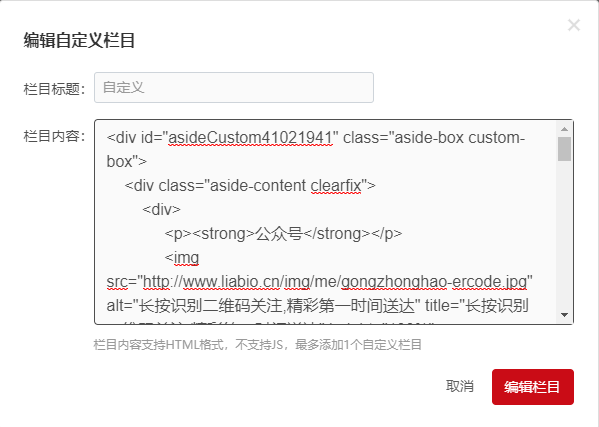 编辑自定义栏目
栏目标题：
自定义
栏目内容：
<div id="asideCustom41021941" class="aside-box custom-
box">
<div class="aside-content clearfix">
<div>
<p><strong>公众号</strong></p>
<img
src="http://www.liabio.cn/img/me/gongzhonghao-ercode.jpg"
alt="长按识别二维码关注,精彩第一时间送达" title="长按识别
栏目内容支持HTML格式，不支持JS，最多添加1个自定义栏目
取消
编辑栏目